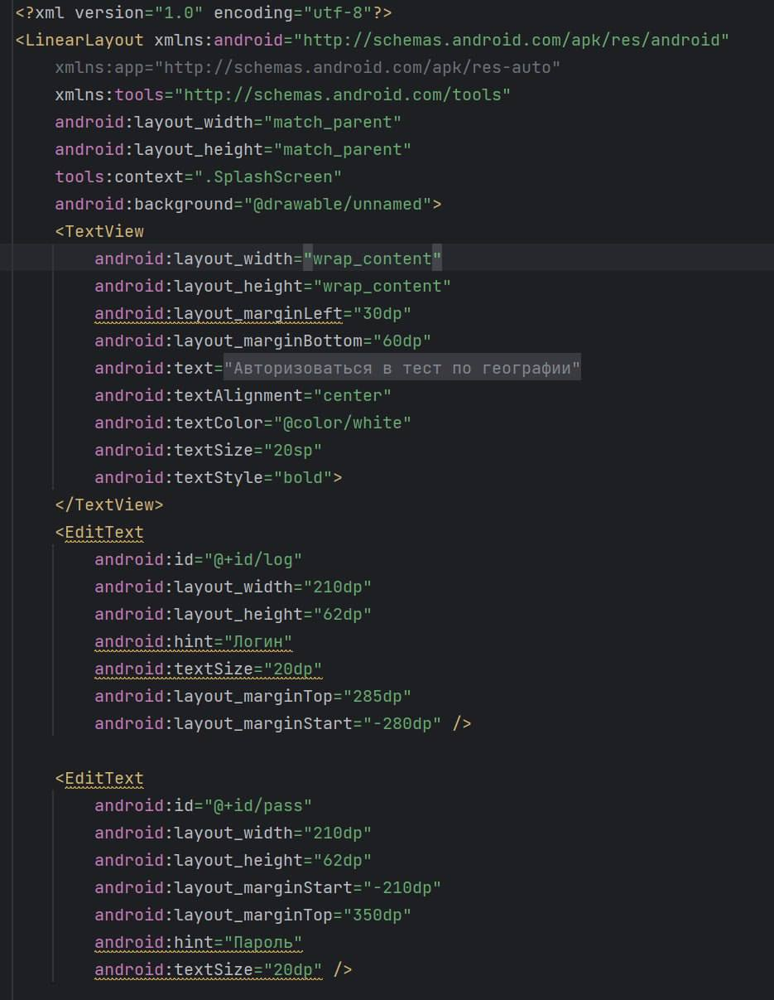 <?xml version="1.0" encoding="utf-8"?>
<LinearLayout xmlns:android="http://schemas.android.com/apk/res/android"
    xmlns:app="http://schemas.android.com/apk/res-auto"
    xmlns:tools="http://schemas.android.com/tools"
    android:layout_width="match_parent"
    android:layout_height="match_parent"
    tools:context=".SplashScreen"
    android:background="@drawable/unnamed">
    <TextView
        android:layout_width="wrap_content"
        android:layout_height="wrap_content"
        android:layout_marginLeft="30dp"
        android:layout_marginBottom="60dp"
        android:text="Авторизоваться в тест по географии"
        android:textAlignment="center"
        android:textColor="@color/white"
        android:textSize="20sp"
        android:textStyle="bold">
    </TextView>
    <EditText
        android:id="@+id/log"
        android:layout_width="210dp"
        android:layout_height="62dp"
        android:hint="Логин"
        android:textSize="20dp"
        android:layout_marginTop="285dp"
        android:layout_marginStart="-280dp" />
    <EditText
        android:id="@+id/pass"
        android:layout_width="210dp"
        android:layout_height="62dp"
        android:layout_marginStart="-210dp"
        android:layout_marginTop="350dp"
        android:hint="Пароль"
        android:textSize="20dp" />